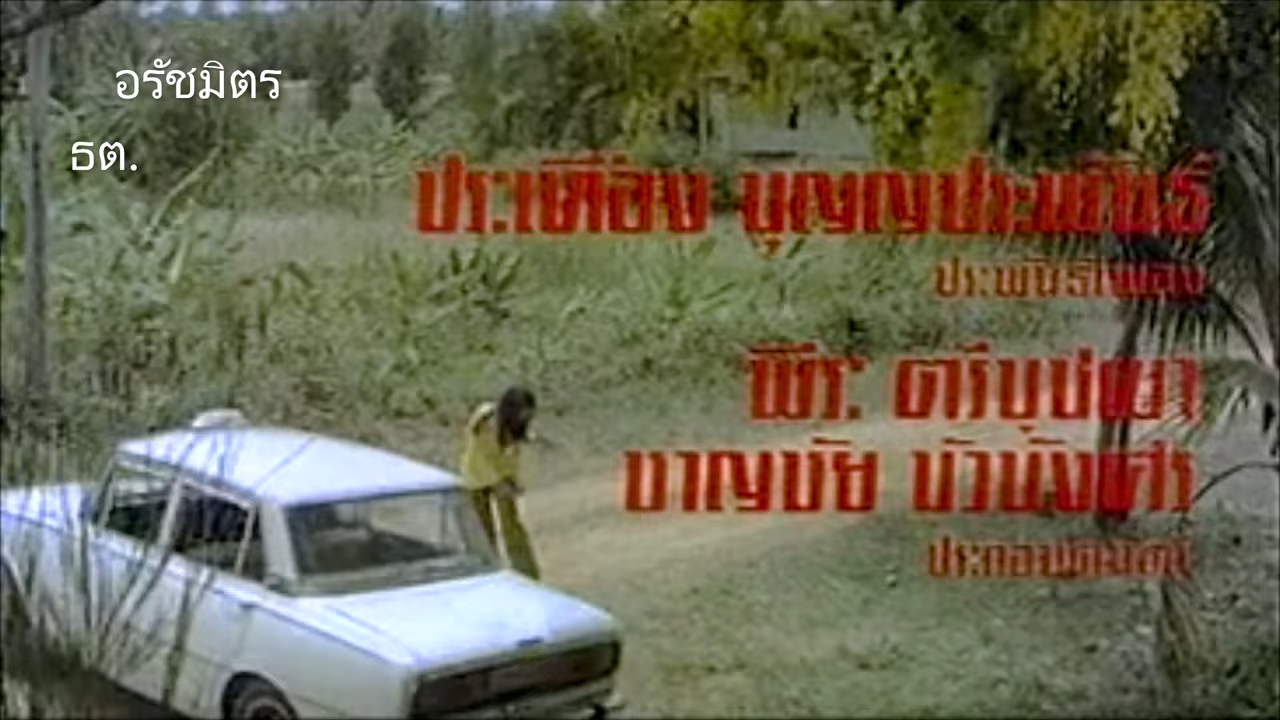 อรัชมิตร
ธต.
ประเทือง บุญญประพันธ์
ประพันธ์เพลง
พีระ ตรีบุปผา
ชาญชัย บัวบังศร
ประกอบดนตรี